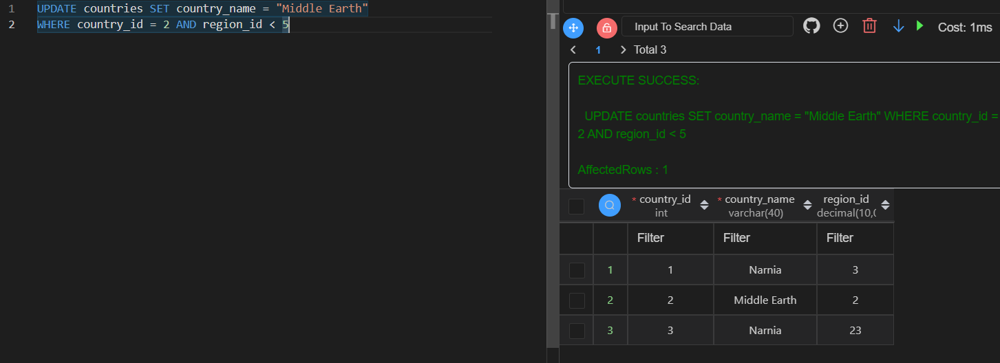 1 UPDATE countries SET country_name = "Middle Earth"
2 WHERE country_id = 2 AND region_id < 5
T
Input To Search Data Cost: 1ms
1 Total 3
EXECUTE SUCCESS:
UPDATE countries SET country_name = "Middle Earth" WHERE country_id =
2 AND region_id < 5
AffectedRows : 1
* country_id * country_name region_id
int varchar(40) decimal(10,
Filter Filter Filter
1 1 Narnia 3
2 2 Middle Earth 2
3 3 Narnia 23